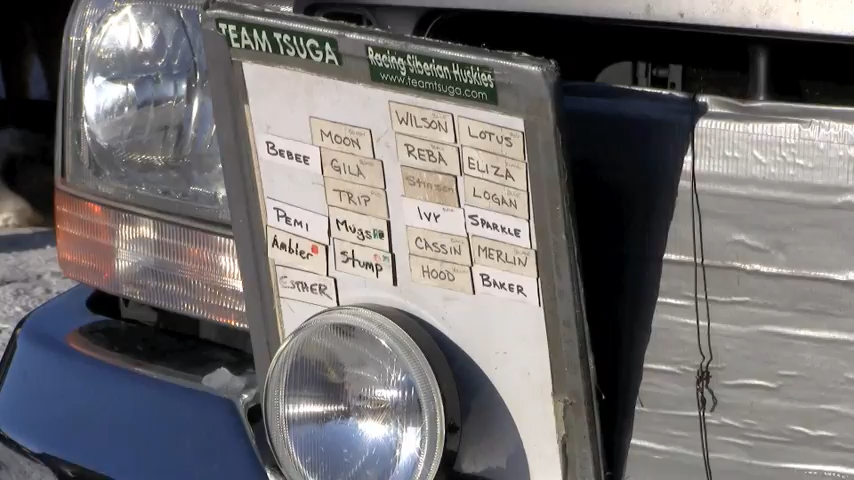 TEAM TSUGA
Racing Siberian Huskies
www.teamtsuga.com
BEBEE
PEMI
Ambler
ESTHER
MOON
GILA
TRIP
Mugs
Stump
WILSON
REBA
Stinson
IVY
CASSIN
HOOD
LOTUS
ELIZA
LOGAN
SPARKLE
MERLIN
BAKER